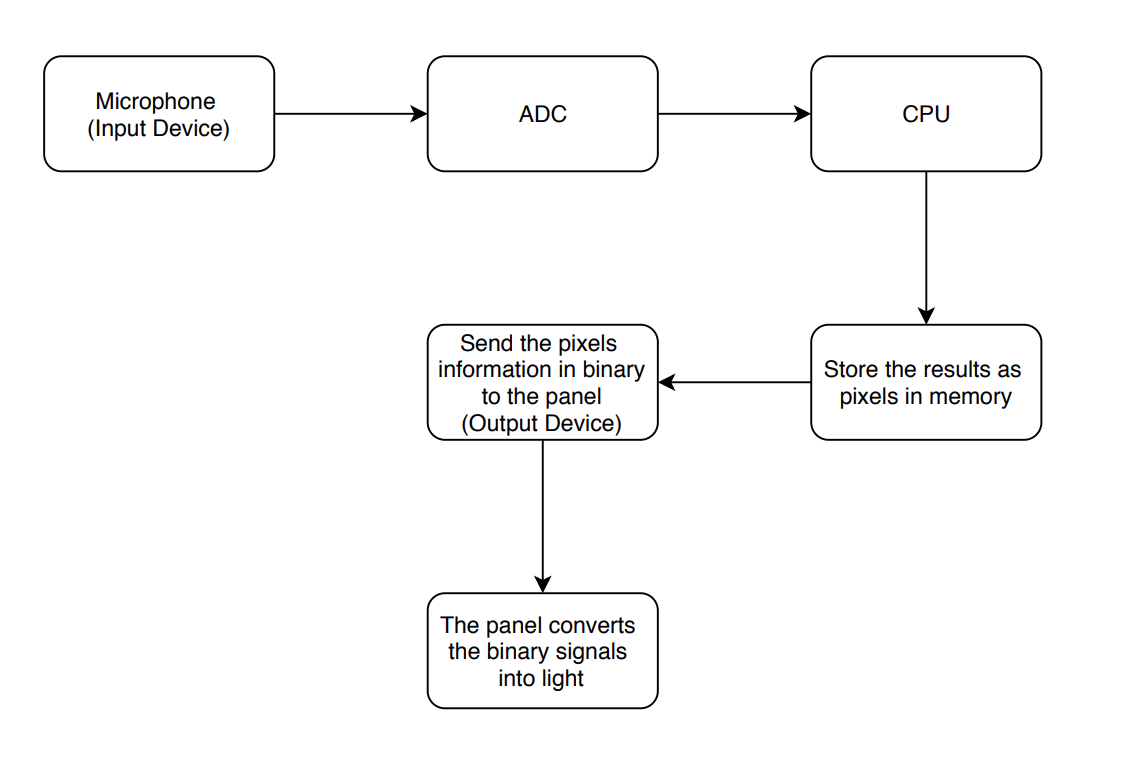 Microphone
(Input Device)
ADC
CPU
Store the results as
pixels in memory
Send the pixels
information in binary
to the panel
(Output Device)
The panel converts
the binary signals
into light